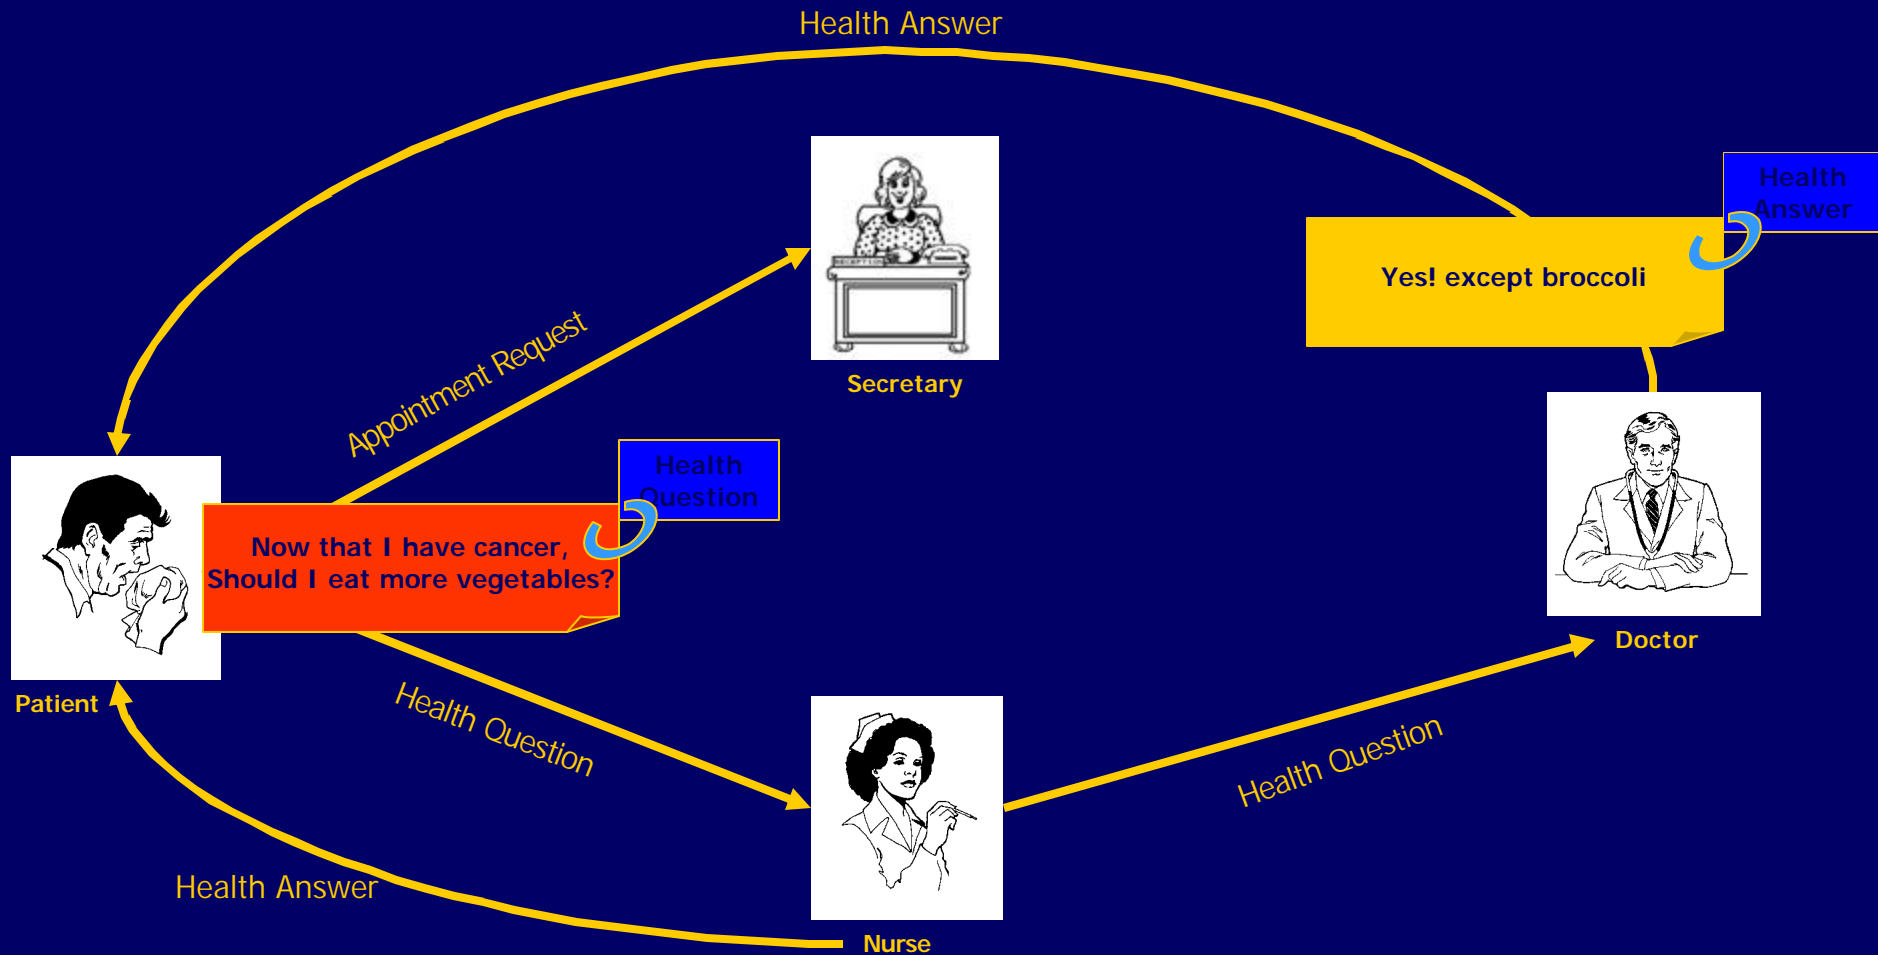 Health Answer
Health
Answer
Yes! except broccoli
RECEPTION
Secretary
Appointment Request
Health
Question
Now that I have cancer,
Should I eat more vegetables?
Doctor
Patient
Health Question
Health Question
Health Answer
Nurse